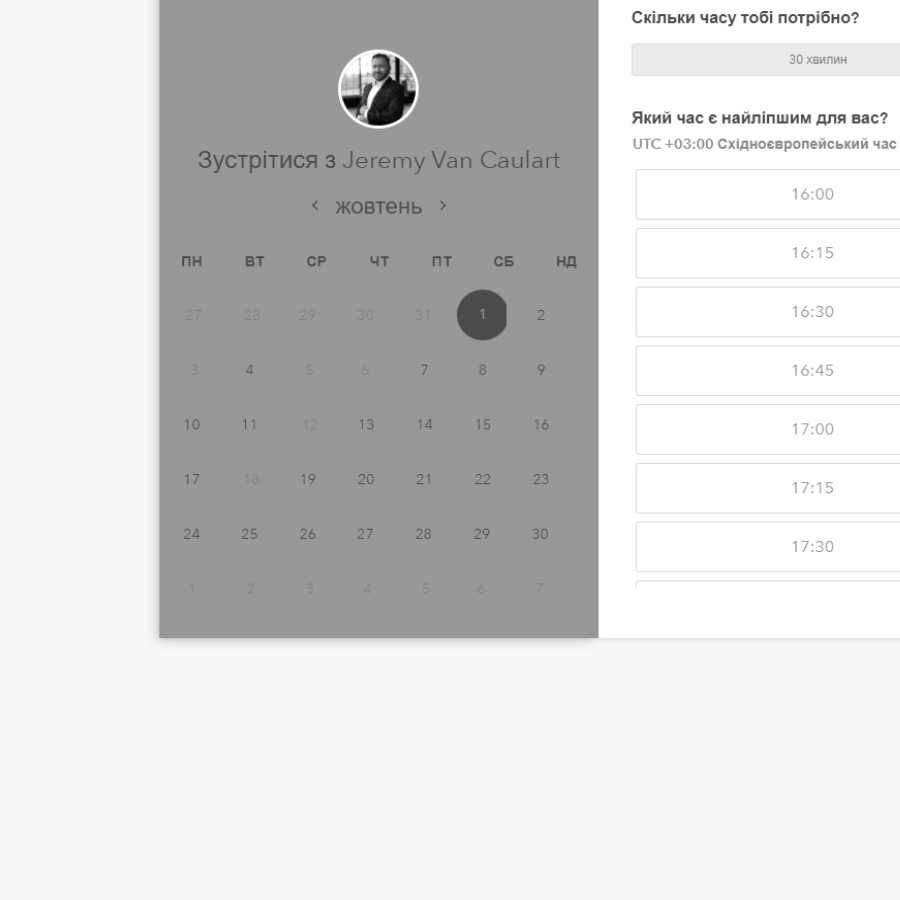 Зустрітися з Jeremy Van Caulart
жовтень
ПН ВТ СР ЧТ ПТ СБ НД
27 28 29 30 31 1 2
3 4 5 6 7 8 9
10 11 12 13 14 15 16
17 18 19 20 21 22 23
24 25 26 27 28 29 30
1 2 3 4 5 6 7
Скільки часу тобі потрібно?
30 хвилин
Який час є найліпшим для вас?
UTC +03:00 Східноєвропейський час
16:00
16:15
16:30
16:45
17:00
17:15
17:30